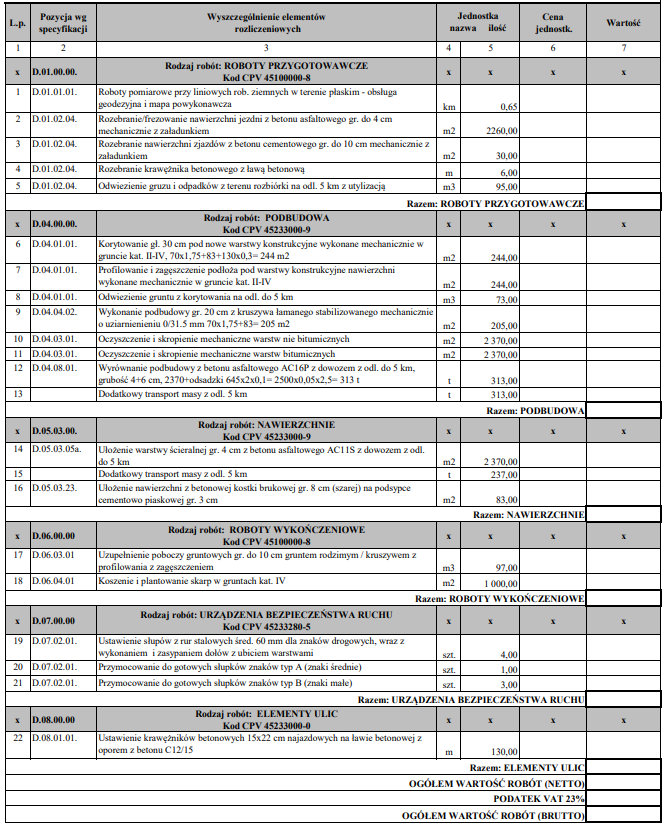 L.p. Pozycja wg specyfikacji Wyszczególnienie elementów rozliczeniowych Jednostka nazwa ilość Cena jednostk. Wartość
1 2 3 4 5 6 7
x D.01.00.00. Rodzaj robót: ROBOTY PRZYGOTOWAWCZE x x x x
Kod CPV 45100000-8
1 D.01.01.01. Roboty pomiarowe przy liniowych rob. ziemnych w terenie płaskim - obsługa
geodezyjna i mapa powykonawcza km 0,65
2 D.01.02.04. Rozebranie/frezowanie nawierzchni jezdni z betonu asfaltowego gr. do 4 cm
mechanicznie z załadunkiem m2 2260,00
3 D.01.02.04. Rozebranie nawierzchni zjazdów z betonu cementowego gr. do 10 cm mechanicznie z
załadunkiem m2 30,00
4 D.01.02.04. Rozebranie krawężnika betonowego z ławą betonową m 6,00
5 D.01.02.04. Odwiezienie gruzu i odpadków z terenu rozbiórki na odl. 5 km z utylizacją m3 95,00
Razem: ROBOTY PRZYGOTOWAWCZE
x D.04.00.00. Rodzaj robót: PODBUDOWA x x x x
Kod CPV 45233000-9
6 D.04.01.01. Korytowanie gł. 30 cm pod nowe warstwy konstrukcyjne wykonane mechanicznie w
gruncie kat. II-IV, 70x1,75+83+130x0,3= 244 m2 m2 244,00
7 D.04.01.01. Profilowanie i zagęszczenie podłoża pod warstwy konstrukcyjne nawierzchni
wykonane mechanicznie w gruncie kat. II-IV m2 244,00
8 D.04.01.01. Odwiezienie gruntu z korytowania na odl. do 5 km m3 73,00
9 D.04.04.02. Wykonanie podbudowy gr. 20 cm z kruszywa łamanego stabilizowanego mechanicznie
o uziarnieniению 0/31.5 mm 70x1,75+83= 205 m2 m2 205,00
10 D.04.03.01. Oczyszczenie i skropienie mechaniczne warstw nie bitumicznych m2 2 370,00
11 D.04.03.01. Oczyszczenie i skropienie mechaniczne warstw bitumicznych m2 2 370,00
12 D.04.08.01. Wyrównanie podbudowy z betonu asfaltowego AC16P z dowozem z odl. do 5 km,
grubość 4+6 cm, 2370+odsadzki 645x2x0,1= 2500x0,05x2,5= 313 t t 313,00
13 Dodatkowy transport masy z odl. 5 km t 313,00
Razem: PODBUDOWA
x D.05.03.00. Rodzaj robót: NAWIERZCHNIE x x x x
Kod CPV 45233000-9
14 D.05.03.05a. Ułożenie warstwy ścieralnej gr. 4 cm z betonu asfaltowego AC11S z dowozem z odl.
do 5 km m2 2 370,00
15 Dodatkowy transport masy z odl. 5 km t 237,00
16 D.05.03.23. Ułożenie nawierzchni z betonowej kostki brukowej gr. 8 cm (szarej) na podsypce
cementowo piaskowej gr. 3 cm m2 83,00
Razem: NAWIERZCHNIE
x D.06.00.00 Rodzaj robót: ROBOTY WYKOŃCZENIOWE x x x x
Kod CPV 45100000-8
17 D.06.03.01 Uzupełnienie poboczy gruntowych gr. do 10 cm gruntem rodzimym / kruszywem z
profilowania z zagęszczeniem m3 97,00
18 D.06.04.01 Koszenie i plantowanie skarp w gruntach kat. IV m2 1 000,00
Razem: ROBOTY WYKOŃCZENIOWE
x D.07.00.00 Rodzaj robót: URZĄDZENIA BEZPIECZEŃSTWA RUCHU x x x x
Kod CPV 45233280-5
19 D.07.02.01. Ustawienie słupów z rur stalowych śred. 60 mm dla znaków drogowych, wraz z
wykonaniem i zasypaniem dołów z ubiciem warstwami szt. 4,00
20 D.07.02.01. Przymocowanie do gotowych słupków znaków typ A (znaki średnie) szt. 1,00
21 D.07.02.01. Przymocowanie do gotowych słupków znaków typ B (znaki małe) szt. 3,00
Razem: URZĄDZENIA BEZPIECZEŃSTWA RUCHU
x D.08.00.00 Rodzaj robót: ELEMENTY ULIC x x x x
Kod CPV 45233000-0
22 D.08.01.01. Ustawienie krawężników betonowych 15x22 cm najazdowych na ławie betonowej z
oporem z betonu C12/15 m 130,00
Razem: ELEMENTY ULIC
OGÓŁEM WARTOŚĆ ROBÓT (NETTO)
PODATEK VAT 23%
OGÓŁEM WARTOŚĆ ROBÓT (BRUTTO)